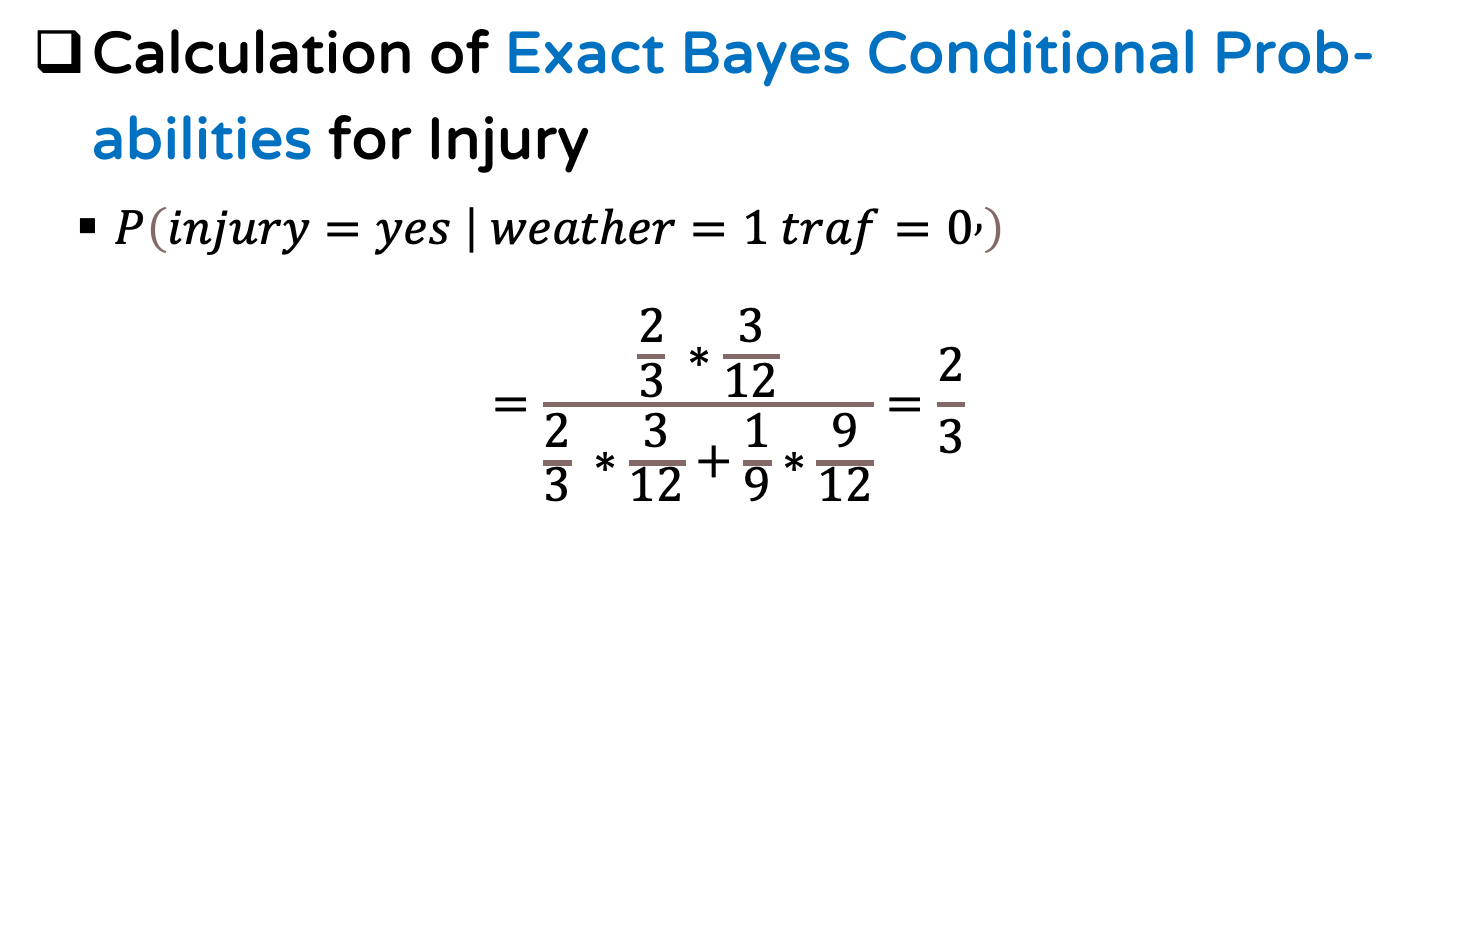 ❑ Calculation of Exact Bayes Conditional Prob-
abilities for Injury
▪ P(injury = yes | weather = 1 traf = 0,)
= (2/3 * 3/12) / (2/3 * 3/12 + 1/9 * 9/12) = 2/3